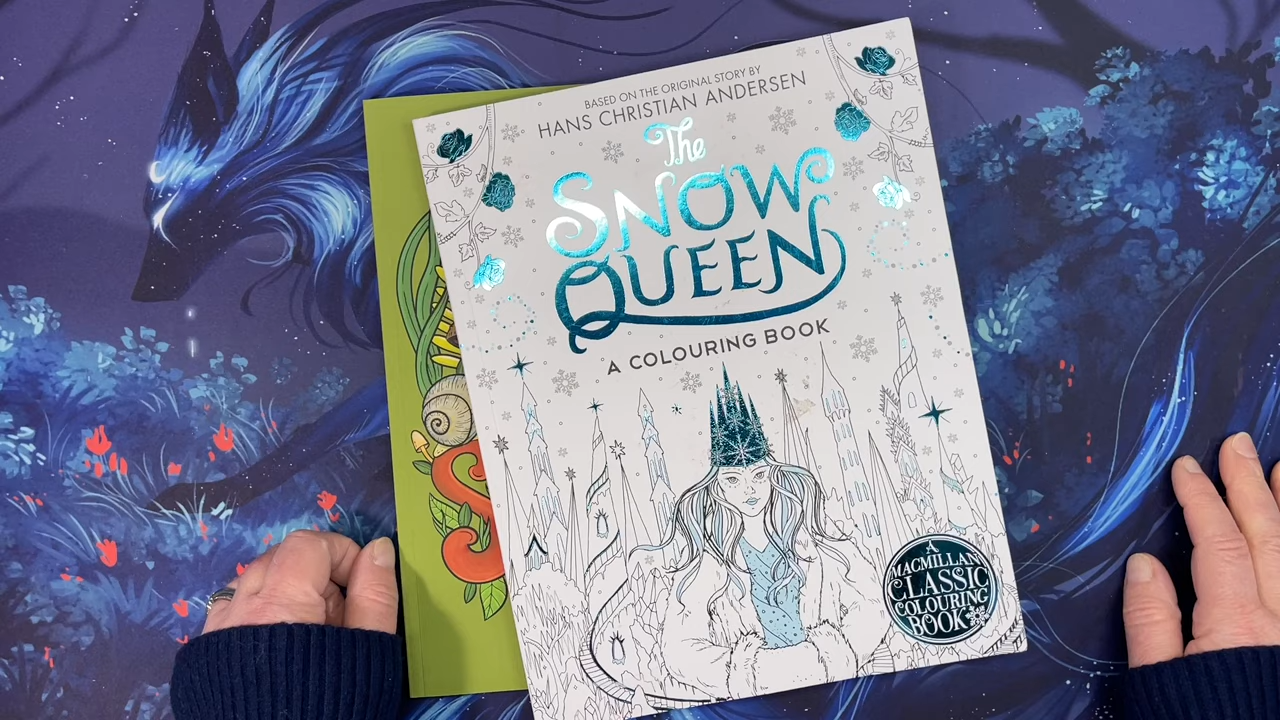 BASED ON THE ORIGINAL STORY BY
HANS CHRISTIAN ANDERSEN
The
SNOW
QUEEN
A COLOURING BOOK
A
MACMILLAN
CLASSIC
COLOURING
BOOK